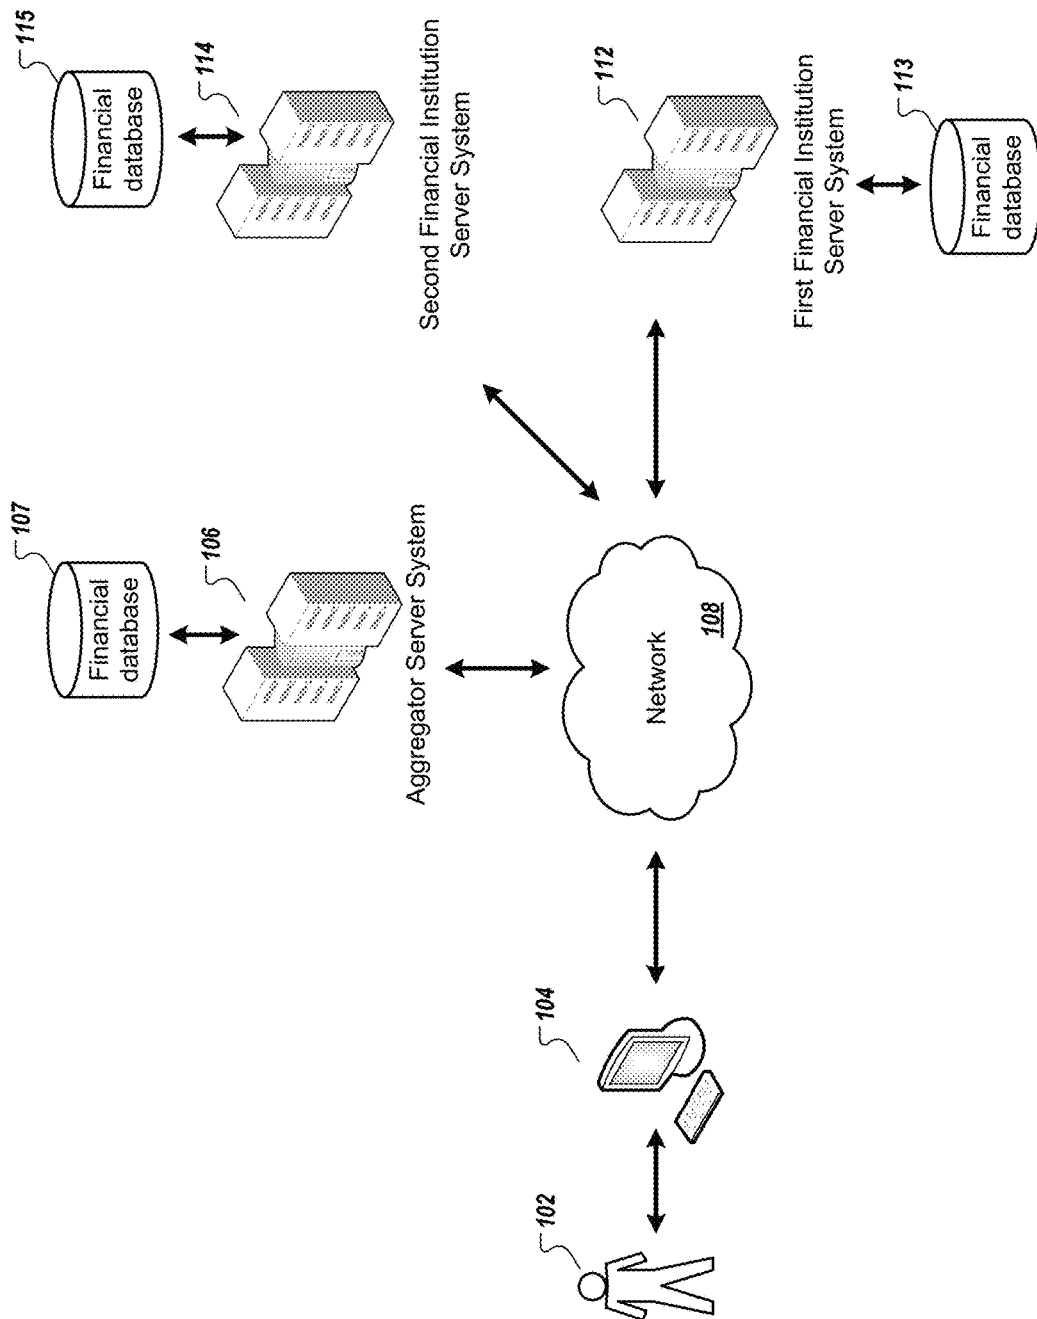 115
Financial
database
114
Second Financial Institution
Server System
107
Financial
database
106
Aggregator Server System
112
First Financial Institution
Server System
113
Financial
database
Network
108
104
102